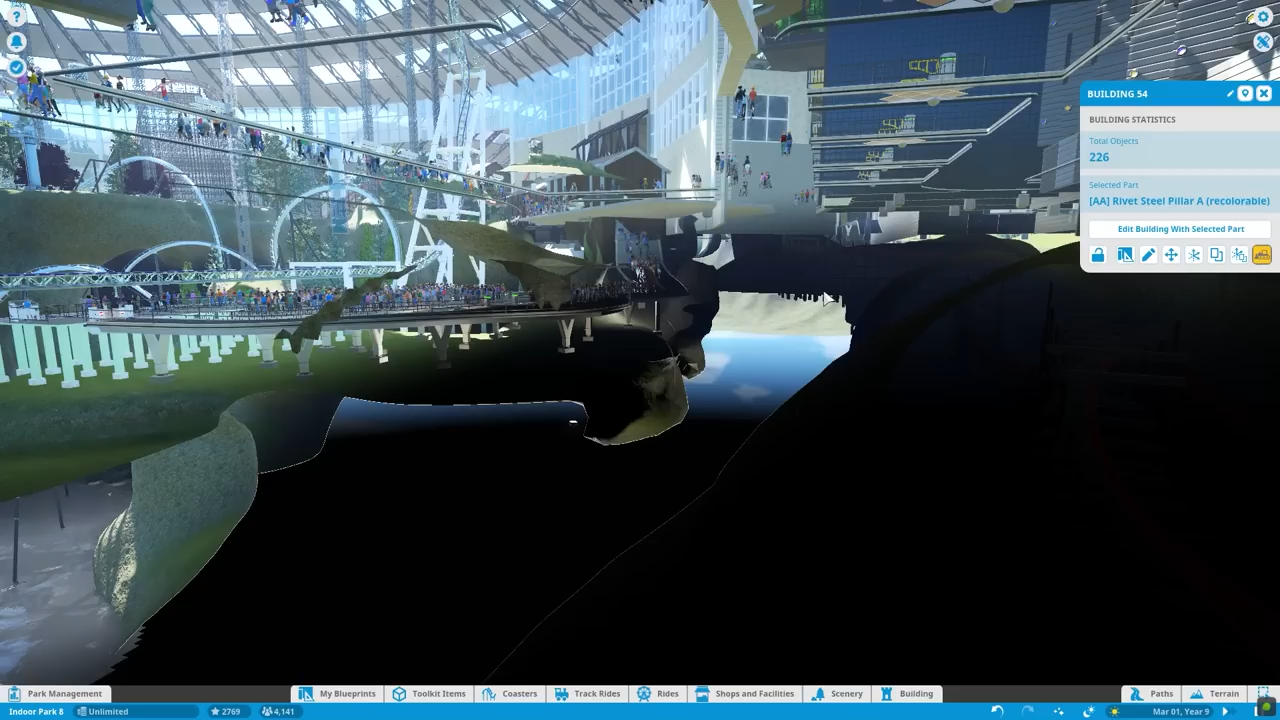 BUILDING 54
BUILDING STATISTICS
Total Objects
226
Selected Part
[AA] Rivet Steel Pillar A (recolorable)
Edit Building With Selected Part
Park Management
My Blueprints
Toolkit Items
Coasters
Track Rides
Rides
Shops and Facilities
Scenery
Building
Paths
Terrain
Indoor Park 8
Unlimited
2769
4,141
Mar 01, Year 9